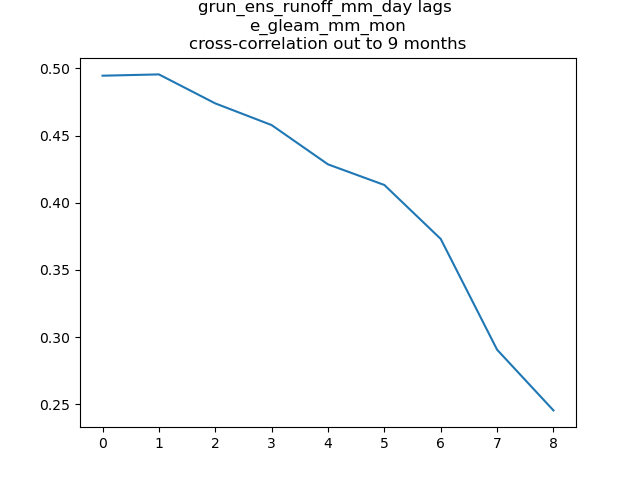 grun_ens_runoff_mm_day lags
e_gleam_mm_mon
cross-correlation out to 9 months
0.50
0.45
0.40
0.35
0.30
0.25
0 1 2 3 4 5 6 7 8